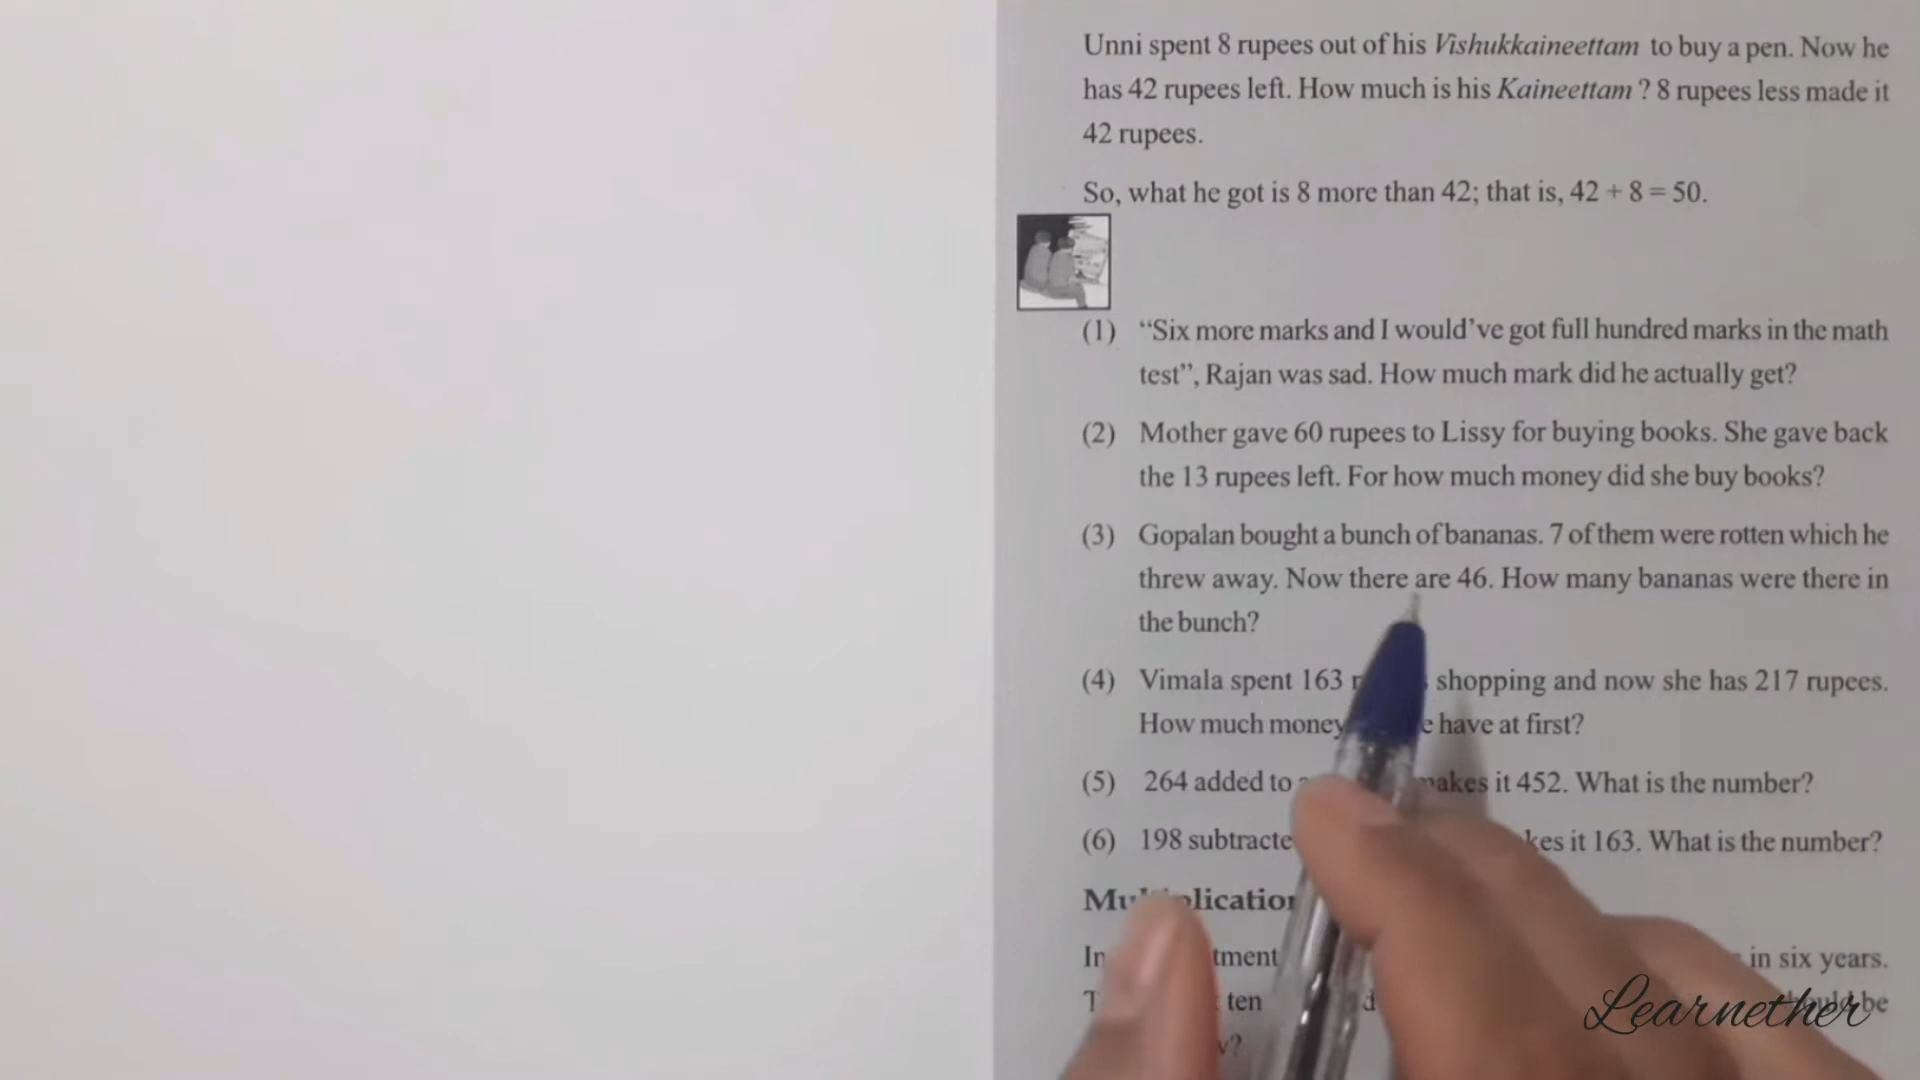 Unni spent 8 rupees out of his Vishukkaineettam to buy a pen. Now he
has 42 rupees left. How much is his Kaineettam ? 8 rupees less made it
42 rupees.
So, what he got is 8 more than 42; that is, 42 + 8 = 50.
(1) “Six more marks and I would’ve got full hundred marks in the math
test”, Rajan was sad. How much mark did he actually get?
(2) Mother gave 60 rupees to Lissy for buying books. She gave back
the 13 rupees left. For how much money did she buy books?
(3) Gopalan bought a bunch of bananas. 7 of them were rotten which he
threw away. Now there are 46. How many bananas were there in
the bunch?
(4) Vimala spent 163 shopping and now she has 217 rupees.
How much money have at first?
(5) 264 added to makes it 452. What is the number?
(6) 198 it 163. What is the number?
in six years.
ten be
Learnether